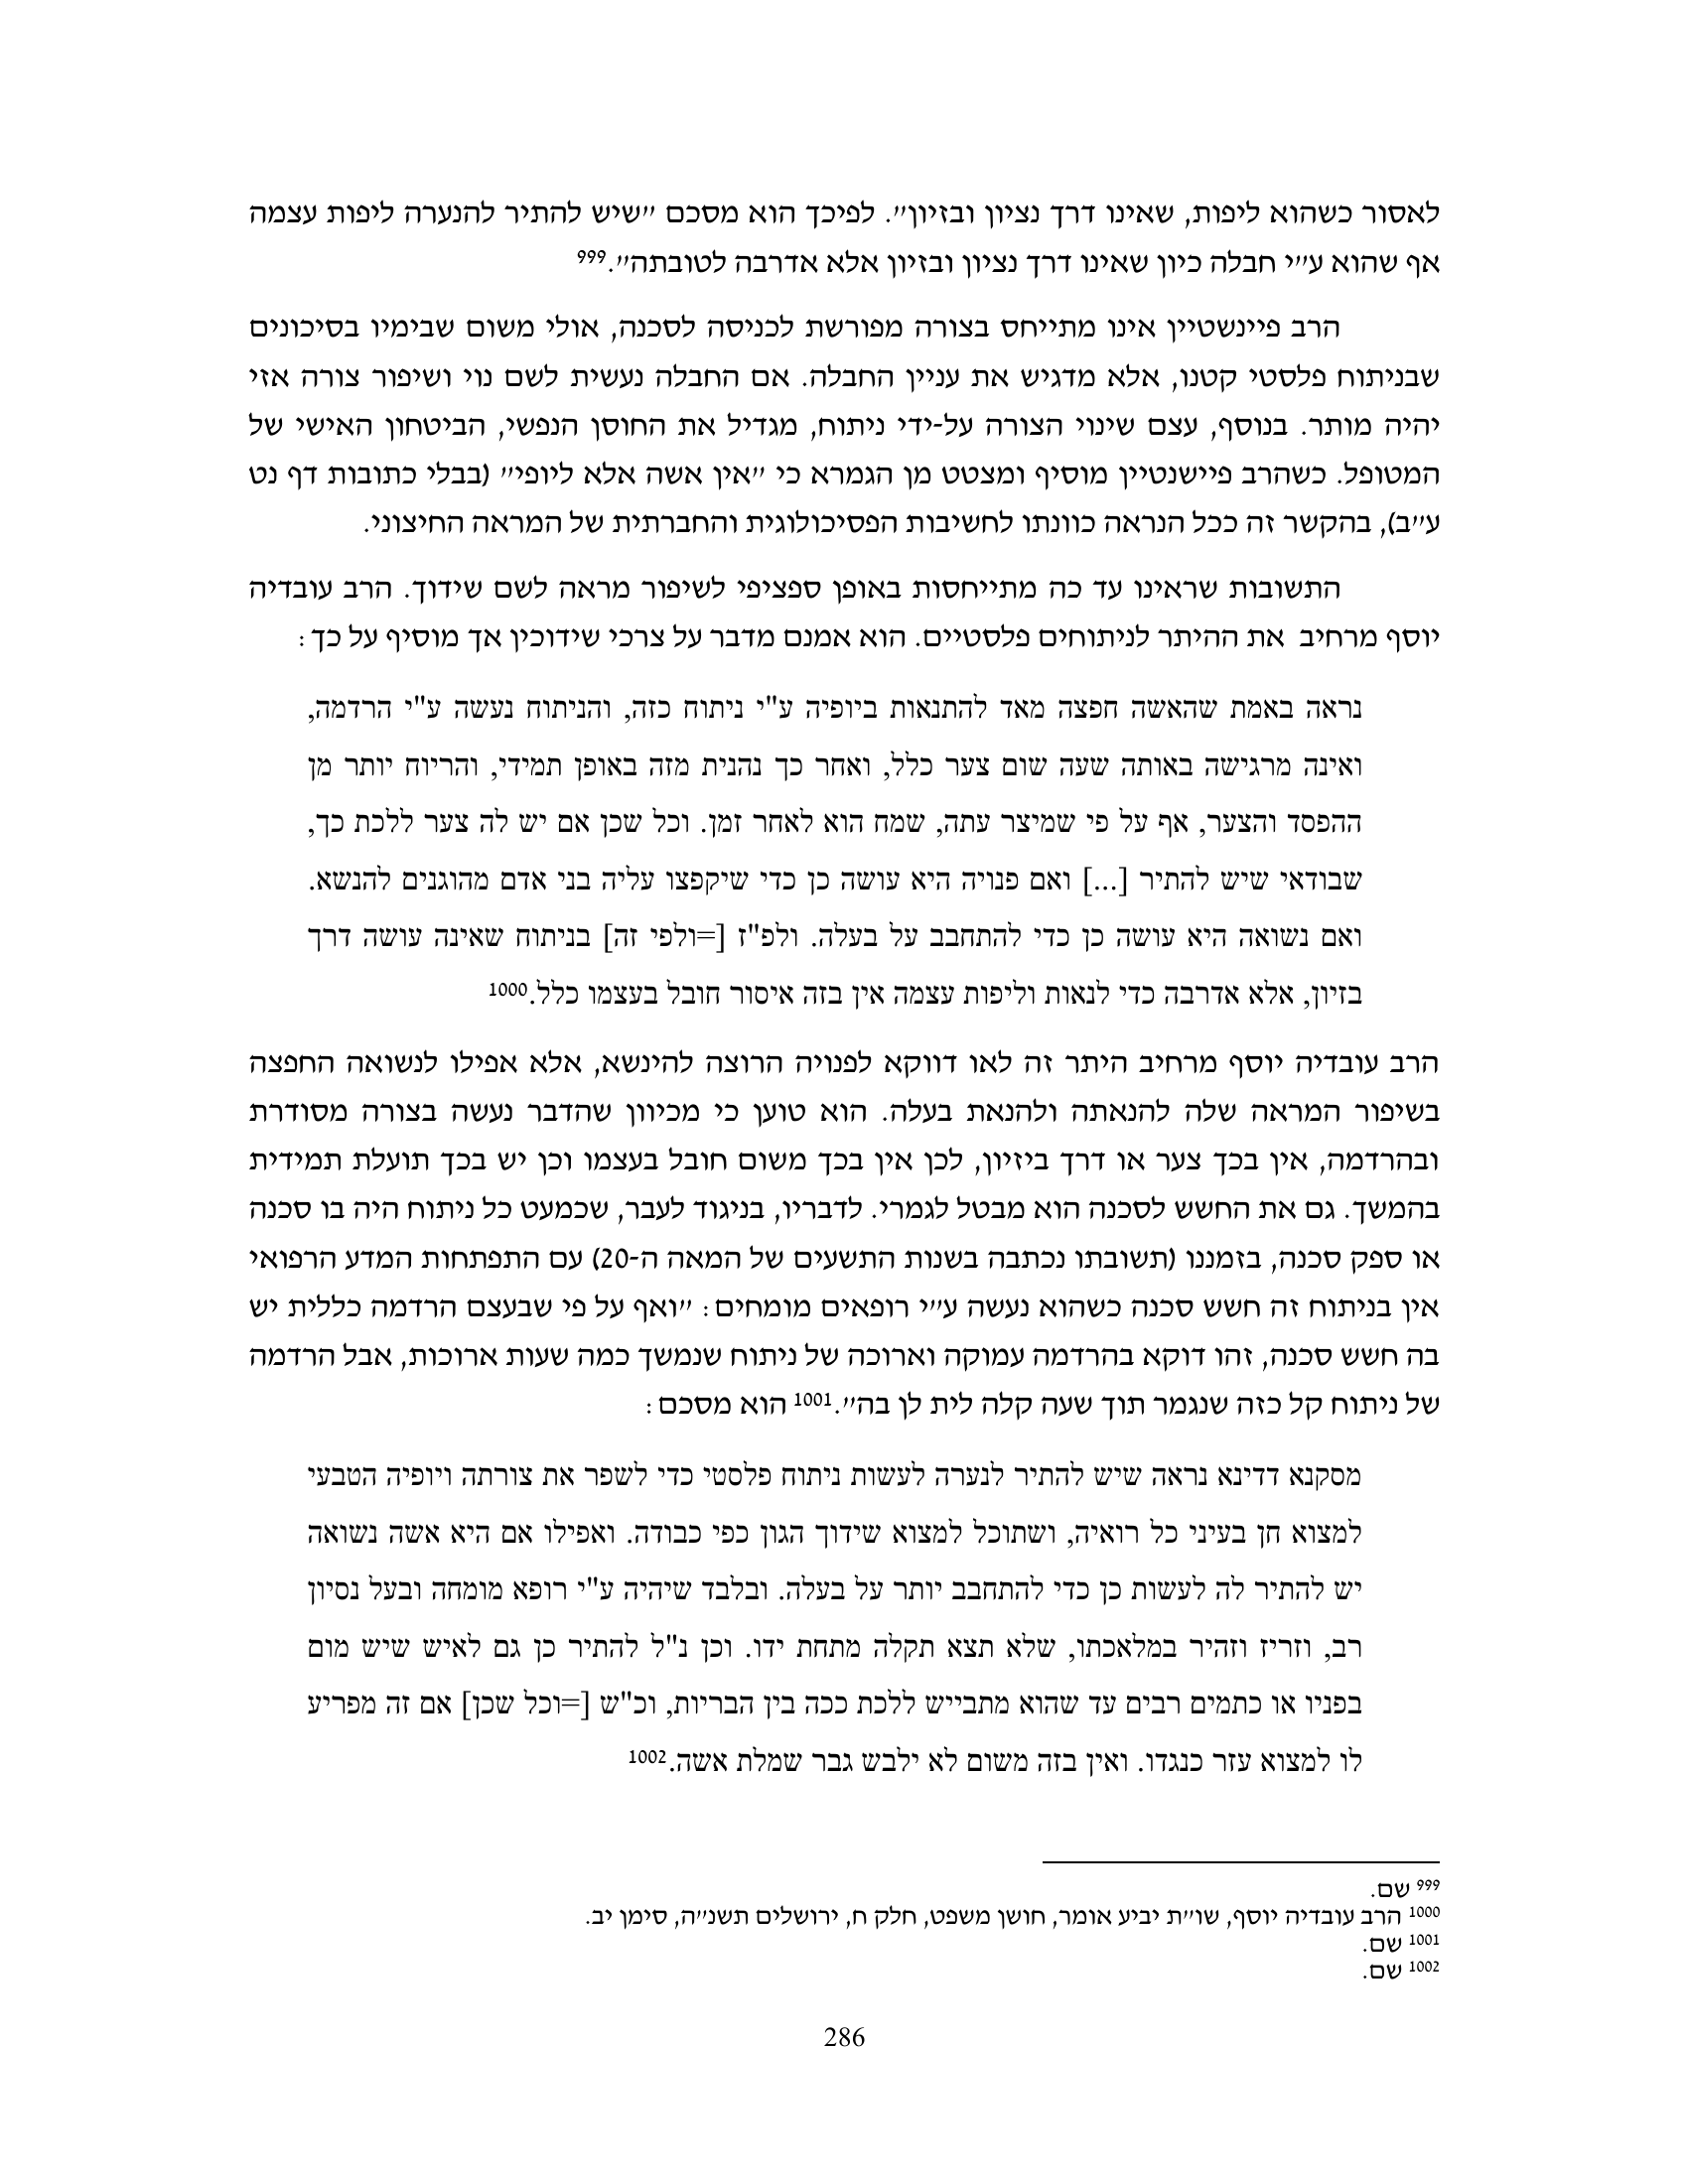 לאסור כשהוא ליפות, שאינו דרך נציון ובזיון״. לפיכך הוא מסכם ״שיש להתיר להנערה ליפות עצמה
אף שהוא ע״י חבלה כיון שאינו דרך נציון ובזיון אלא אדרבה לטובתה״.999
הרב פיינשטיין אינו מתייחס בצורה מפורשת לכניסה לסכנה, אולי משום שבימיו בסיכונים
שבניתוח פלסטי קטנו, אלא מדגיש את עניין החבלה. אם החבלה נעשית לשם נוי ושיפור צורה אזי
יהיה מותר. בנוסף, עצם שינוי הצורה על-ידי ניתוח, מגדיל את החוסן הנפשי, הביטחון האישי של
המטופל. כשהרב פיישנטיין מוסיף ומצטט מן הגמרא כי ״אין אשה אלא ליופי״ (בבלי כתובות דף נט
ע״ב), בהקשר זה ככל הנראה כוונתו לחשיבות הפסיכולוגית והחברתית של המראה החיצוני.
התשובות שראינו עד כה מתייחסות באופן ספציפי לשיפור מראה לשם שידוך. הרב עובדיה
יוסף מרחיב את ההיתר לניתוחים פלסטיים. הוא אמנם מדבר על צרכי שידוכין אך מוסיף על כך:
נראה באמת שהאשה חפצה מאד להתנאות ביופיה ע"י ניתוח כזה, והניתוח נעשה ע"י הרדמה,
ואינה מרגישה באותה שעה שום צער כלל, ואחר כך נהנית מזה באופן תמידי, והריוח יותר מן
ההפסד והצער, אף על פי שמיצר עתה, שמח הוא לאחר זמן. וכל שכן אם יש לה צער ללכת כך,
שבודאי שיש להתיר [...] ואם פנויה היא עושה כן כדי שיקפצו עליה בני אדם מהוגנים להנשא.
ואם נשואה היא עושה כן כדי להתחבב על בעלה. ולפ"ז [=ולפי זה] בניתוח שאינה עושה דרך
בזיון, אלא אדרבה כדי לנאות וליפות עצמה אין בזה איסור חובל בעצמו כלל.1000
הרב עובדיה יוסף מרחיב היתר זה לאו דווקא לפנויה הרוצה להינשא, אלא אפילו לנשואה החפצה
בשיפור המראה שלה להנאתה ולהנאת בעלה. הוא טוען כי מכיוון שהדבר נעשה בצורה מסודרת
ובהרדמה, אין בכך צער או דרך ביזיון, לכן אין בכך משום חובל בעצמו וכן יש בכך תועלת תמידית
בהמשך. גם את החשש לסכנה הוא מבטל לגמרי. לדבריו, בניגוד לעבר, שכמעט כל ניתוח היה בו סכנה
או ספק סכנה, בזמננו (תשובתו נכתבה בשנות התשעים של המאה ה-20) עם התפתחות המדע הרפואי
אין בניתוח זה חשש סכנה כשהוא נעשה ע״י רופאים מומחים: ״ואף על פי שבעצם הרדמה כללית יש
בה חשש סכנה, זהו דוקא בהרדמה עמוקה וארוכה של ניתוח שנמשך כמה שעות ארוכות, אבל הרדמה
של ניתוח קל כזה שנגמר תוך שעה קלה לית לן בה״.1001 הוא מסכם:
מסקנא דדינא נראה שיש להתיר לנערה לעשות ניתוח פלסטי כדי לשפר את צורתה ויופיה הטבעי
למצוא חן בעיני כל רואיה, ושתוכל למצוא שידוך הגון כפי כבודה. ואפילו אם היא אשה נשואה
יש להתיר לה לעשות כן כדי להתחבב יותר על בעלה. ובלבד שיהיה ע"י רופא מומחה ובעל נסיון
רב, וזריז וזהיר במלאכתו, שלא תצא תקלה מתחת ידו. וכן נ"ל להתיר כן גם לאיש שיש מום
בפניו או כתמים רבים עד שהוא מתבייש ללכת ככה בין הבריות, וכ"ש [=וכל שכן] אם זה מפריע
לו למצוא עזר כנגדו. ואין בזה משום לא ילבש גבר שמלת אשה.1002
999 שם.
1000 הרב עובדיה יוסף, שו״ת יביע אומר, חושן משפט, חלק ח, ירושלים תשנ״ה, סימן יב.
1001 שם.
1002 שם.
286